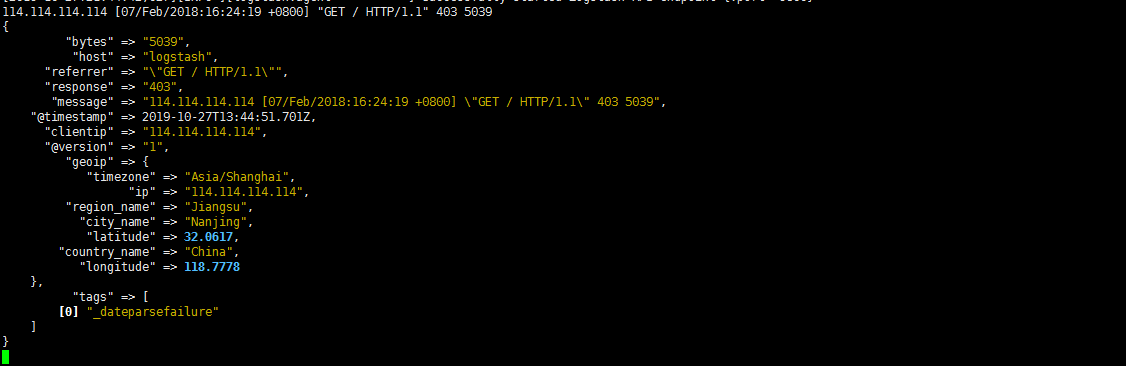 114.114.114.114 [07/Feb/2018:16:24:19 +0800] "GET / HTTP/1.1" 403 5039
{
"bytes" => "5039",
"host" => "logstash",
"referrer" => "\"GET / HTTP/1.1\"",
"response" => "403",
"message" => "114.114.114.114 [07/Feb/2018:16:24:19 +0800] \"GET / HTTP/1.1\" 403 5039",
"@timestamp" => 2019-10-27T13:44:51.701Z,
"clientip" => "114.114.114.114",
"@version" => "1",
"geoip" => {
"timezone" => "Asia/Shanghai",
"ip" => "114.114.114.114",
"region_name" => "Jiangsu",
"city_name" => "Nanjing",
"latitude" => 32.0617,
"country_name" => "China",
"longitude" => 118.7778
},
"tags" => [
[0] "_dateparsefailure"
]
}